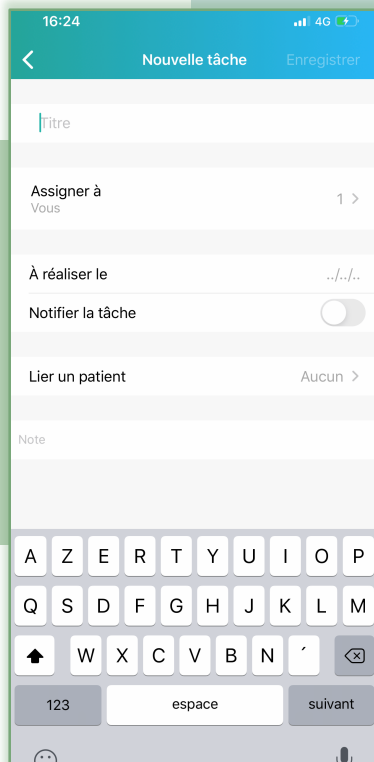 16:24 4G
Nouvelle tâche Enregistrer
Titre
Assigner à 1
Vous
À réaliser le ../../..
Notifier la tâche
Lier un patient Aucun
Note
A Z E R T Y U I O P
Q S D F G H J K L M
W X C V B N ´
123 espace suivant